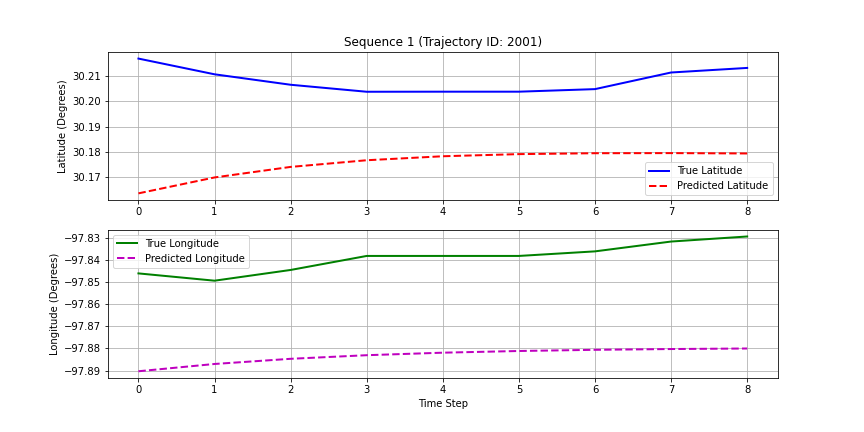 Sequence 1 (Trajectory ID: 2001)
Latitude (Degrees)
30.21
30.20
30.19
30.18
30.17
True Latitude
Predicted Latitude
0 1 2 3 4 5 6 7 8
Longitude (Degrees)
−97.83
−97.84
−97.85
−97.86
−97.87
−97.88
−97.89
True Longitude
Predicted Longitude
0 1 2 3 4 5 6 7 8
Time Step